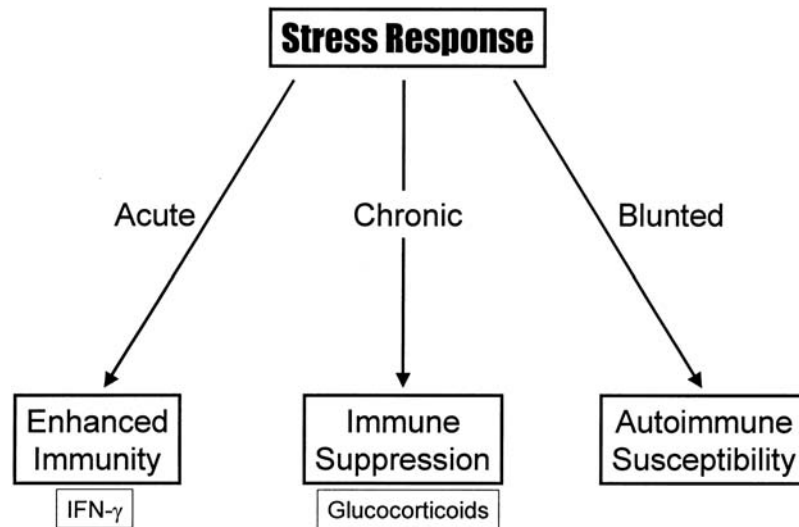 Stress Response
Acute
Chronic
Blunted
Enhanced
Immunity
Immune
Suppression
Autoimmune
Susceptibility
IFN-γ
Glucocorticoids